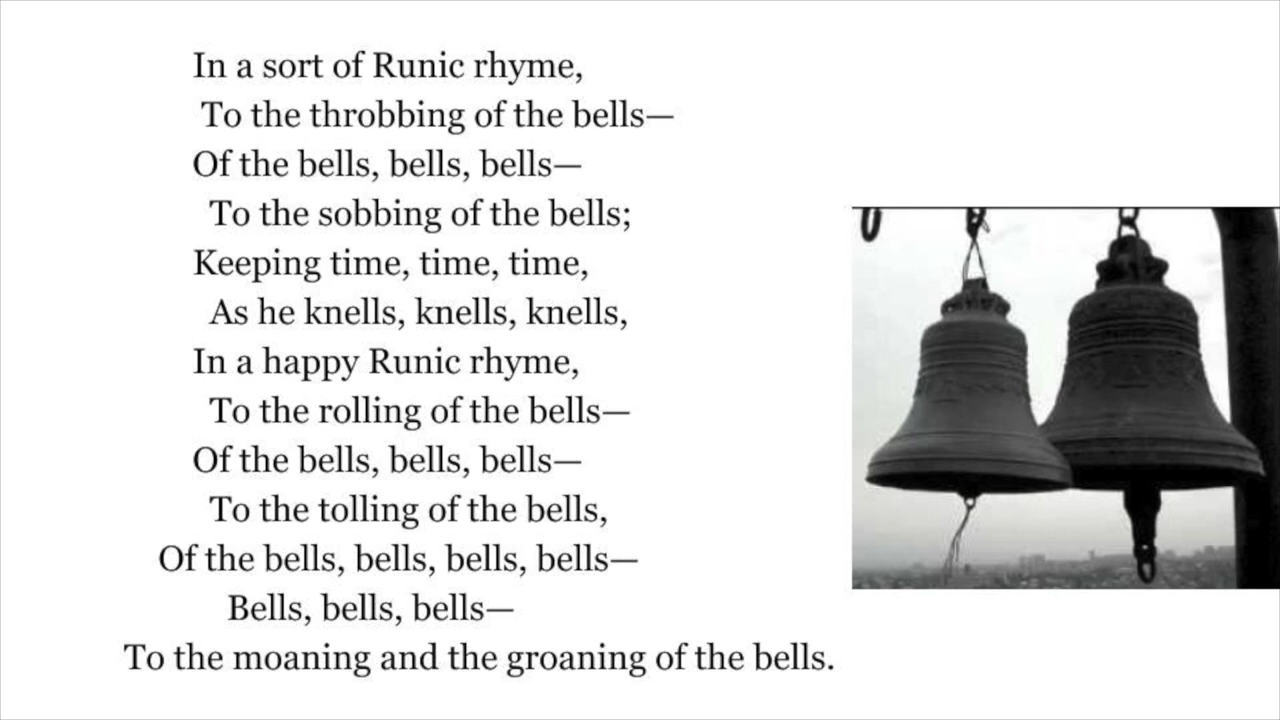 In a sort of Runic rhyme,
To the throbbing of the bells—
Of the bells, bells, bells—
To the sobbing of the bells;
Keeping time, time, time,
As he knells, knells, knells,
In a happy Runic rhyme,
To the rolling of the bells—
Of the bells, bells, bells—
To the tolling of the bells,
Of the bells, bells, bells, bells—
Bells, bells, bells—
To the moaning and the groaning of the bells.